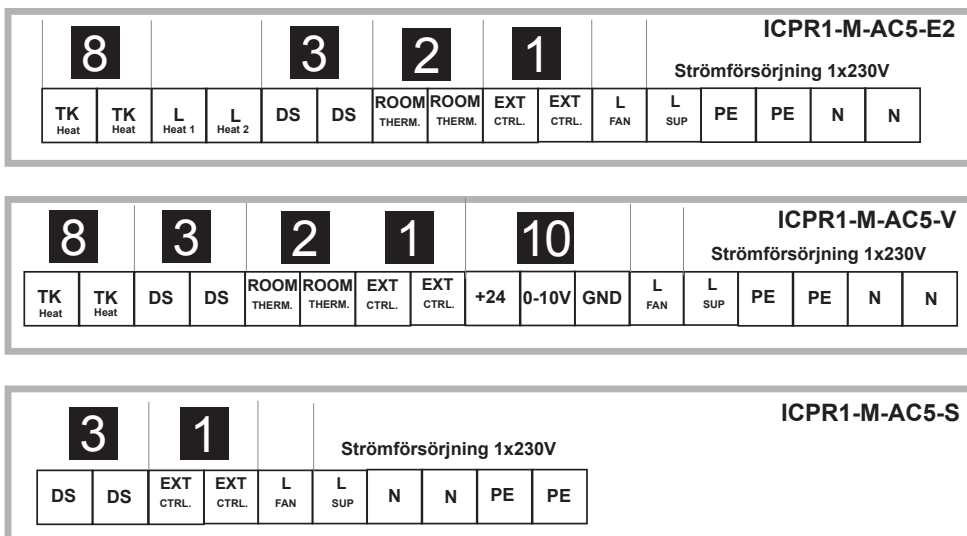 ICPR1-M-AC5-E2
8 3 2 1
Strömförsörjning 1x230V
TK TK L L DS DS ROOM ROOM EXT EXT L L PE PE N N
Heat Heat Heat 1 Heat 2 THERM. THERM. CTRL. CTRL. FAN SUP
ICPR1-M-AC5-V
8 3 2 1 10
Strömförsörjning 1x230V
TK TK DS DS ROOM ROOM EXT EXT +24 0-10V GND L L PE PE N N
Heat Heat THERM. THERM. CTRL. CTRL. FAN SUP
ICPR1-M-AC5-S
3 1
Strömförsörjning 1x230V
DS DS EXT EXT L L N N PE PE
CTRL. CTRL. FAN SUP